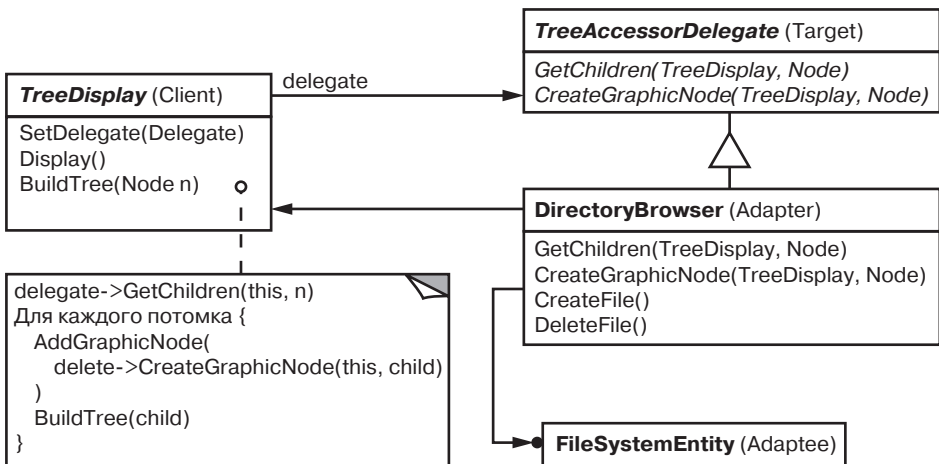 TreeAccessorDelegate (Target)
GetChildren(TreeDisplay, Node)
CreateGraphicNode(TreeDisplay, Node)
delegate
TreeDisplay (Client)
SetDelegate(Delegate)
Display()
BuildTree(Node n)
DirectoryBrowser (Adapter)
GetChildren(TreeDisplay, Node)
CreateGraphicNode(TreeDisplay, Node)
CreateFile()
DeleteFile()
delegate->GetChildren(this, n)
Для каждого потомка {
AddGraphicNode(
delete->CreateGraphicNode(this, child)
)
BuildTree(child)
}
FileSystemEntity (Adaptee)